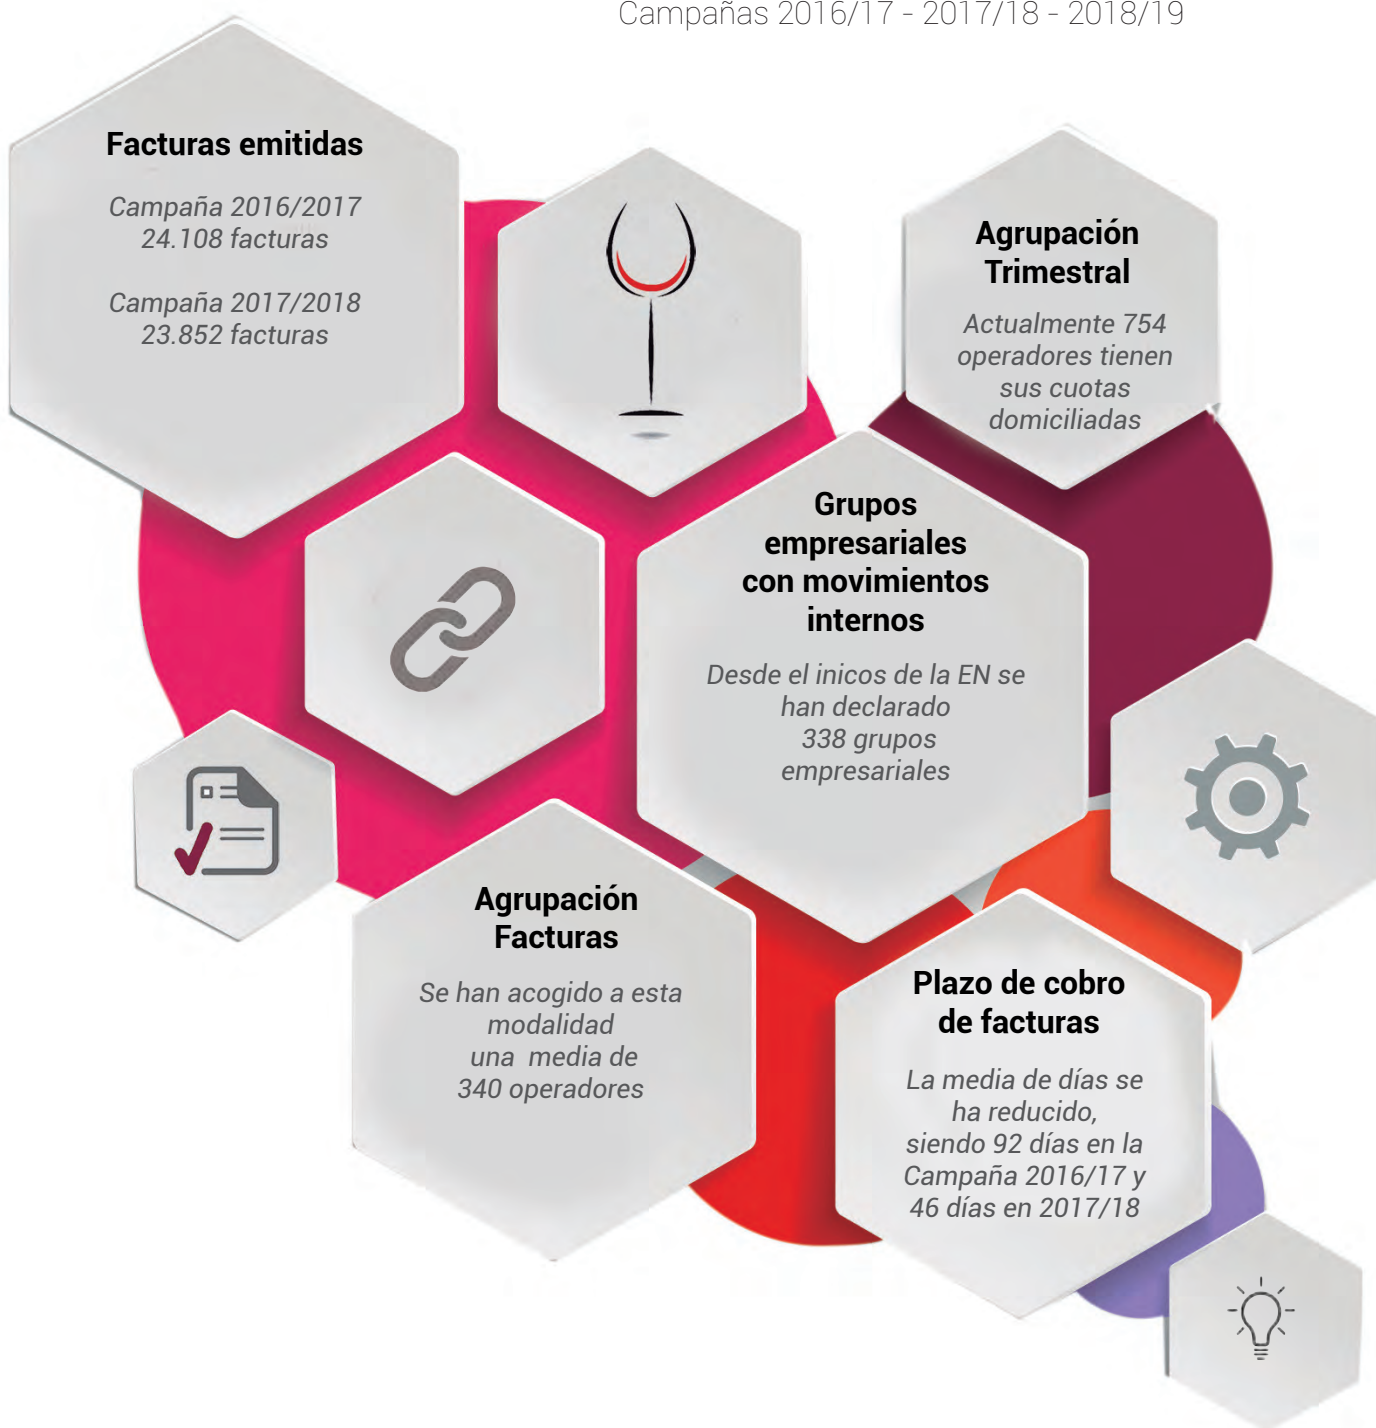 Campañas 2016/17 - 2017/18 - 2018/19
Facturas emitidas
Campaña 2016/2017
24.108 facturas
Campaña 2017/2018
23.852 facturas
Agrupación
Trimestral
Actualmente 754
operadores tienen
sus cuotas
domiciliadas
Grupos
empresariales
con movimientos
internos
Desde el inicos de la EN se
han declarado
338 grupos
empresariales
Agrupación
Facturas
Se han acogido a esta
modalidad
una media de
340 operadores
Plazo de cobro
de facturas
La media de días se
ha reducido,
siendo 92 días en la
Campaña 2016/17 y
46 días en 2017/18